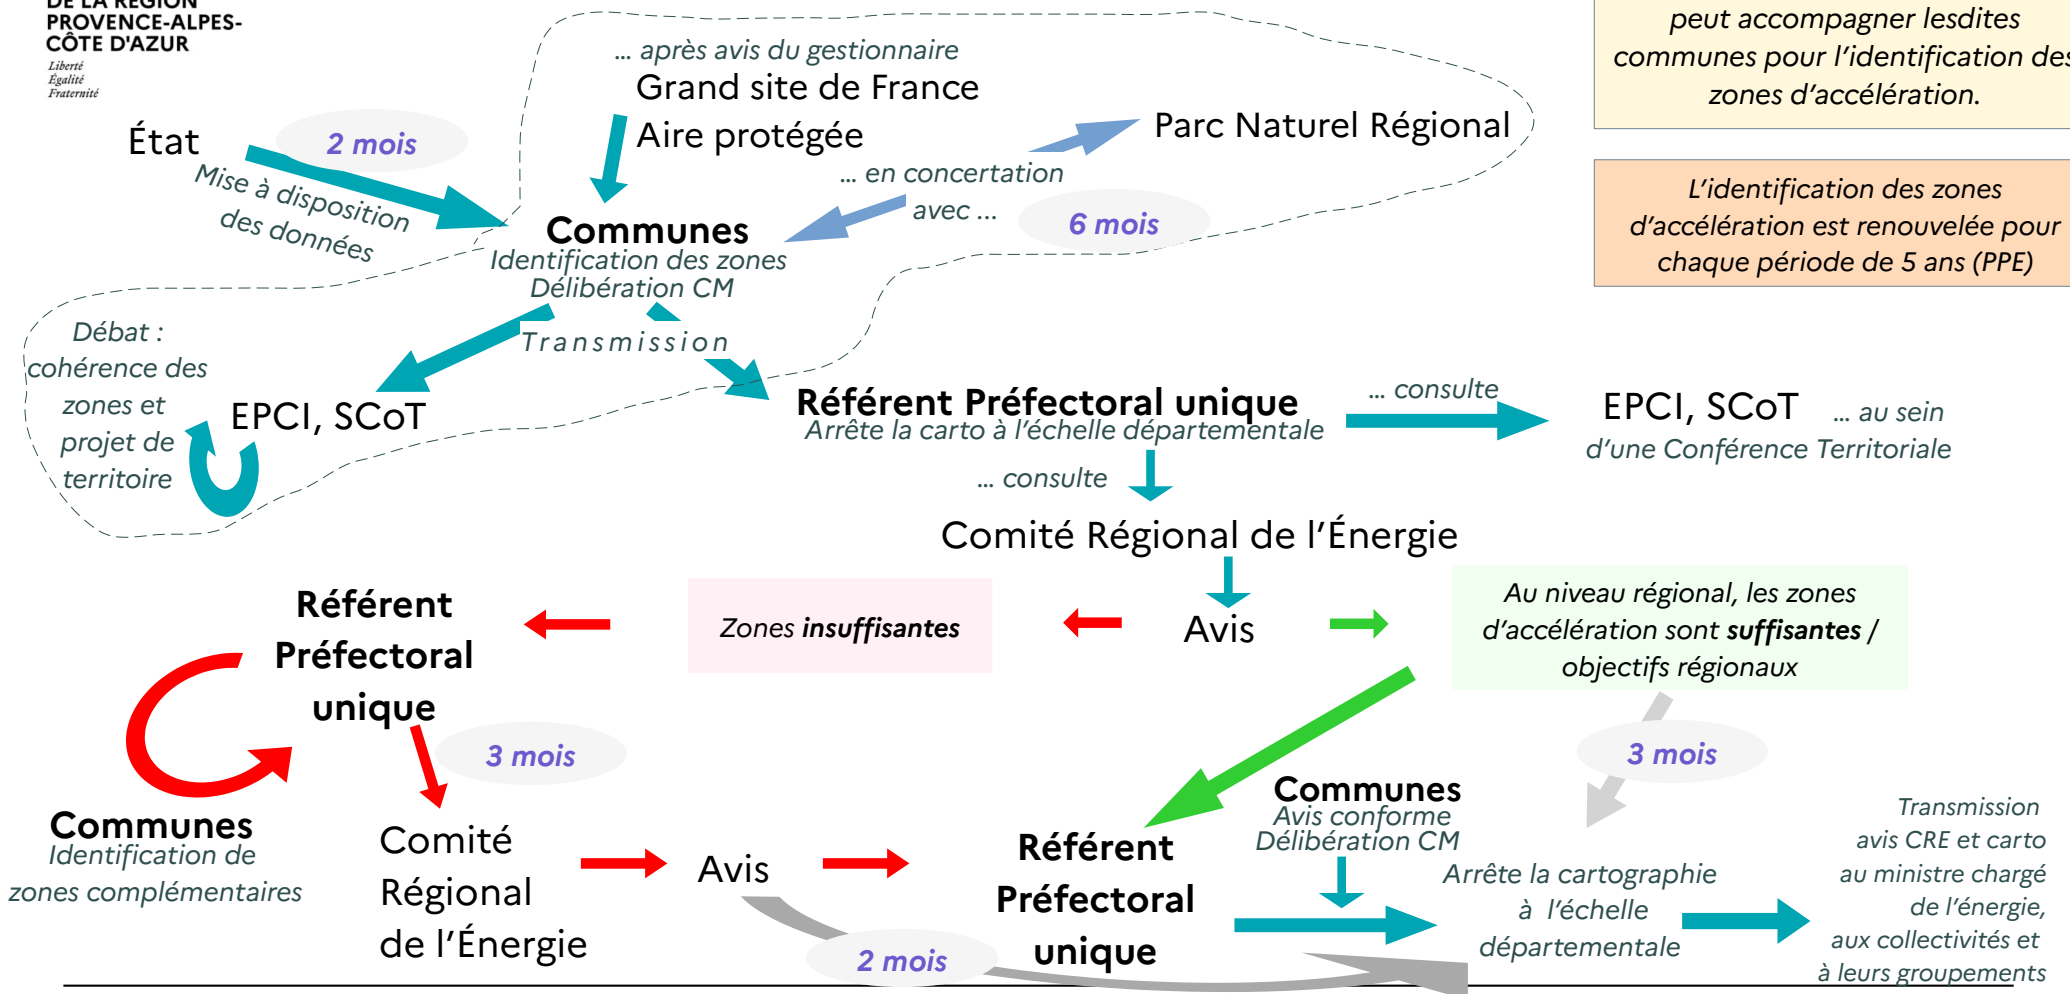 DE LA RÉGION
PROVENCE-ALPES-
CÔTE D'AZUR
Liberté
Égalité
Fraternité
peut accompagner lesdites
communes pour l'identification des
zones d'accélération.
L'identification des zones
d'accélération est renouvelée pour
chaque période de 5 ans (PPE)
... après avis du gestionnaire
Grand site de France
Aire protégée
État
2 mois
Mise à disposition
des données
Parc Naturel Régional
... en concertation
avec ...
6 mois
Communes
Identification des zones
Délibération CM
Transmission
Débat :
cohérence des
zones et
projet de
territoire
EPCI, SCoT
Référent Préfectoral unique
Arrête la carto à l'échelle départementale
... consulte
EPCI, SCoT ... au sein
d'une Conférence Territoriale
... consulte
Comité Régional de l'Énergie
Avis
Zones insuffisantes
Au niveau régional, les zones
d'accélération sont suffisantes /
objectifs régionaux
Référent
Préfectoral
unique
3 mois
Communes
Identification de
zones complémentaires
Comité
Régional
de l'Énergie
Avis
2 mois
Référent
Préfectoral
unique
Communes
Avis conforme
Délibération CM
3 mois
Arrête la cartographie
à l'échelle
départementale
Transmission
avis CRE et carto
au ministre chargé
de l'énergie,
aux collectivités et
à leurs groupements